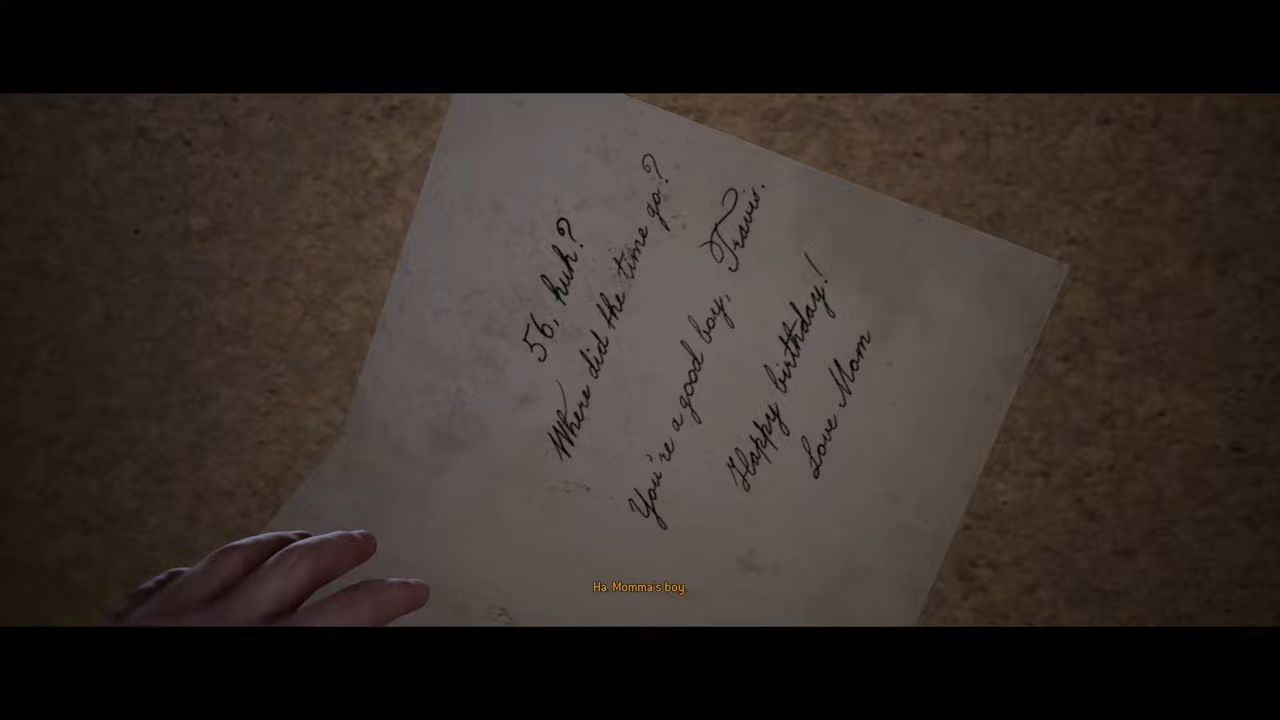 56, huh?
Where did the time go?
You're a good boy, Travis.
Happy birthday!
Love Mom
Ha. Momma's boy.